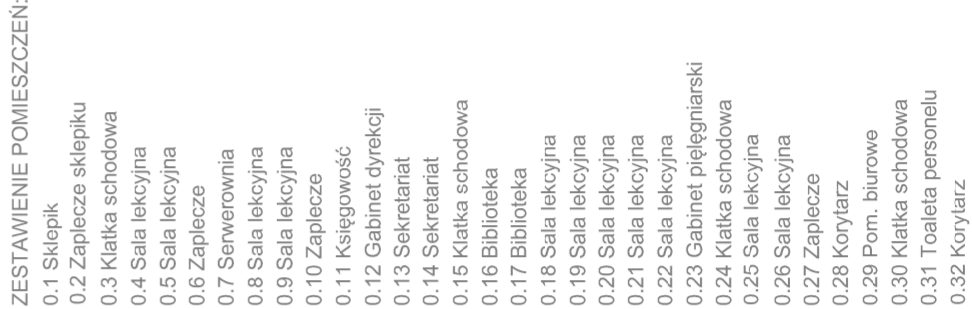 ZESTAWIENIE POMIESZCZEŃ:
0.1 Sklepik
0.2 Zaplecze sklepiku
0.3 Klatka schodowa
0.4 Sala lekcyjna
0.5 Sala lekcyjna
0.6 Zaplecze
0.7 Serwerownia
0.8 Sala lekcyjna
0.9 Sala lekcyjna
0.10 Zaplecze
0.11 Księgowość
0.12 Gabinet dyrekcji
0.13 Sekretariat
0.14 Sekretariat
0.15 Klatka schodowa
0.16 Biblioteka
0.17 Biblioteka
0.18 Sala lekcyjna
0.19 Sala lekcyjna
0.20 Sala lekcyjna
0.21 Sala lekcyjna
0.22 Sala lekcyjna
0.23 Gabinet pięlęgniarski
0.24 Klatka schodowa
0.25 Sala lekcyjna
0.26 Sala lekcyjna
0.27 Zaplecze
0.28 Korytarz
0.29 Pom. biurowe
0.30 Klatka schodowa
0.31 Toaleta personelu
0.32 Korytarz